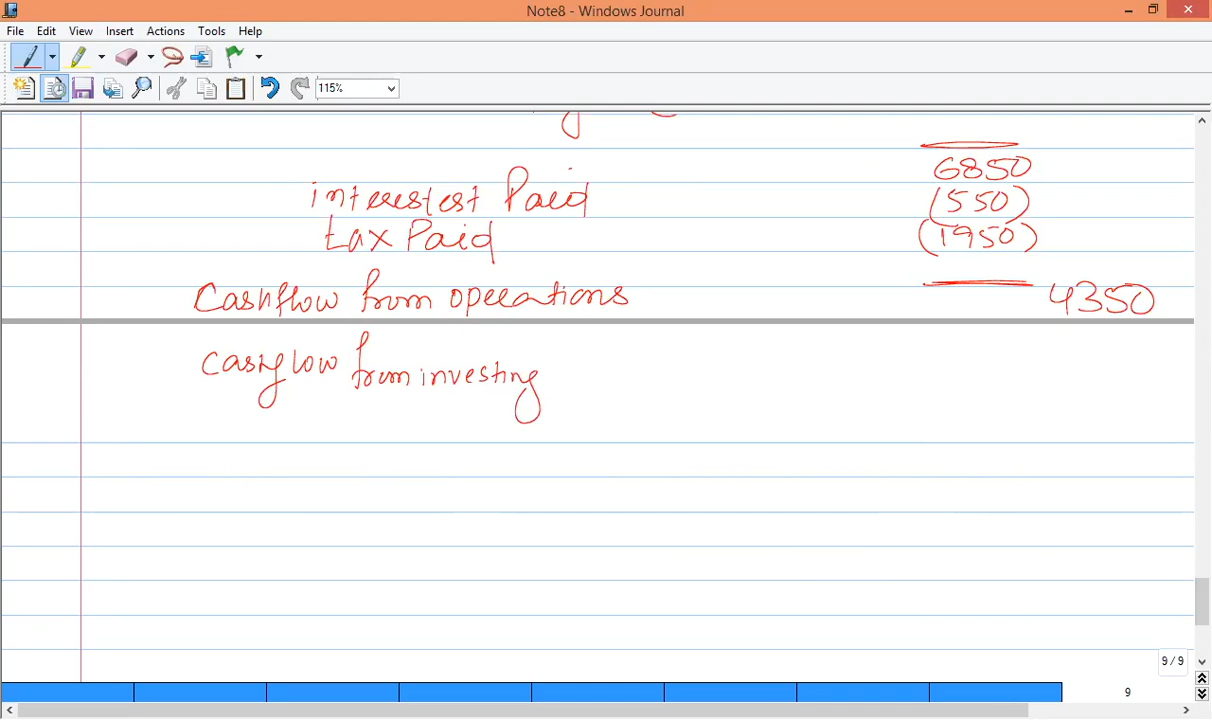 Note8 - Windows Journal
File Edit View Insert Actions Tools Help
115%
6850
interestest Paid (550)
tax Paid (1950)
Cashflow from operations 4350
cashflow from investing
9 / 9
9